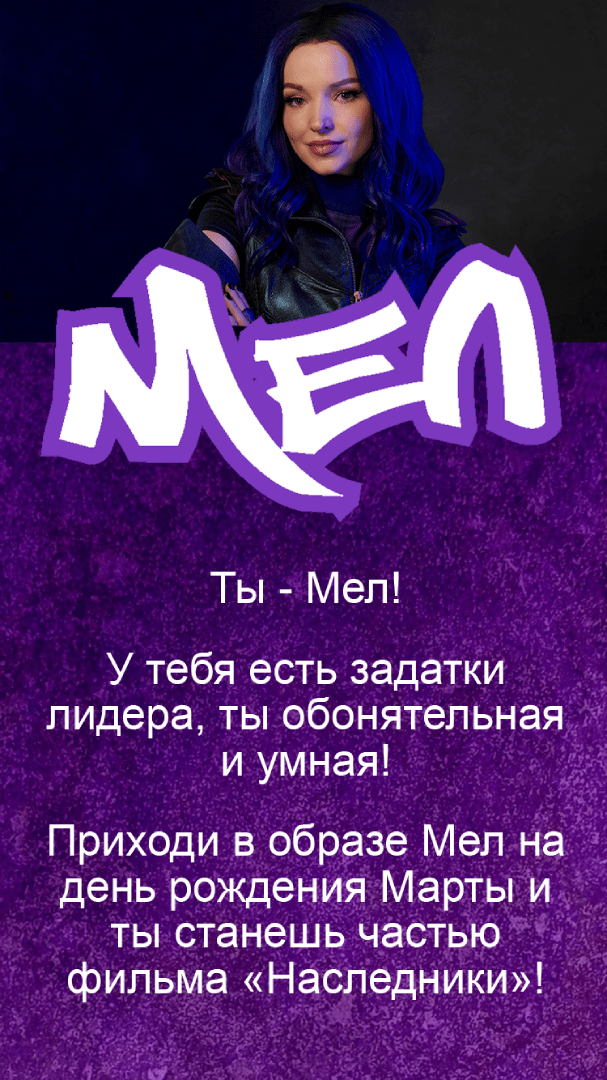 Мел
Ты - Мел!
У тебя есть задатки
лидера, ты обонятельная
и умная!
Приходи в образе Мел на
день рождения Марты и
ты станешь частью
фильма «Наследники»!